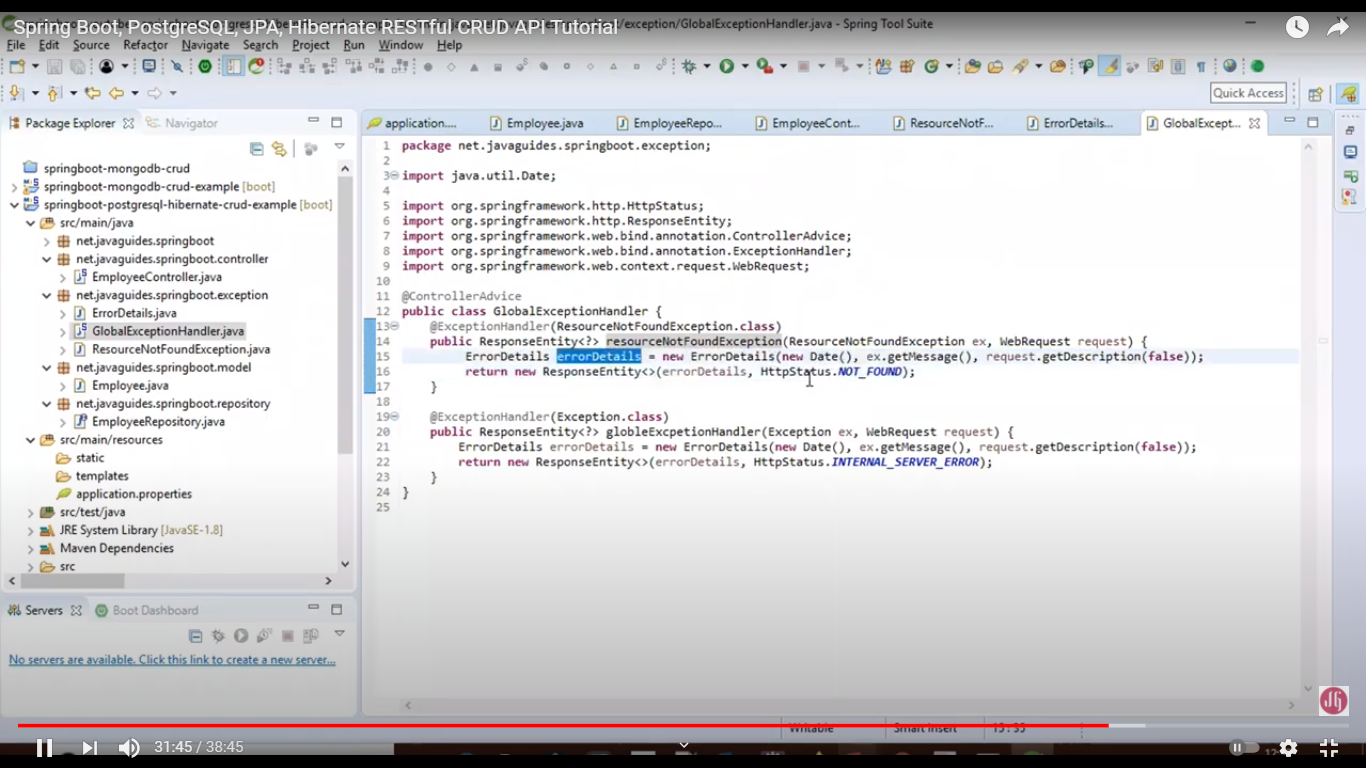 Spring Boot, PostgreSQL, JPA, Hibernate RESTful CRUD API Tutorial
/exception/GlobalExceptionHandler.java - Spring Tool Suite
File Edit Source Refactor Navigate Search Project Run Window Help
Quick Access
Package Explorer Navigator
springboot-mongodb-crud
springboot-mongodb-crud-example [boot]
springboot-postgresql-hibernate-crud-example [boot]
src/main/java
net.javaguides.springboot
net.javaguides.springboot.controller
EmployeeController.java
net.javaguides.springboot.exception
ErrorDetails.java
GlobalExceptionHandler.java
ResourceNotFoundException.java
net.javaguides.springboot.model
Employee.java
net.javaguides.springboot.repository
EmployeeRepository.java
src/main/resources
static
templates
application.properties
src/test/java
JRE System Library [JavaSE-1.8]
Maven Dependencies
src
Servers Boot Dashboard
No servers are available. Click this link to create a new server...
application.... Employee.java EmployeeRepo... EmployeeCont... ResourceNotF... ErrorDetails... GlobalExcept...
1 package net.javaguides.springboot.exception;
2
3 import java.util.Date;
4
5 import org.springframework.http.HttpStatus;
6 import org.springframework.http.ResponseEntity;
7 import org.springframework.web.bind.annotation.ControllerAdvice;
8 import org.springframework.web.bind.annotation.ExceptionHandler;
9 import org.springframework.web.context.request.WebRequest;
10
11 @ControllerAdvice
12 public class GlobalExceptionHandler {
13 @ExceptionHandler(ResourceNotFoundException.class)
14 public ResponseEntity<?> resourceNotFoundException(ResourceNotFoundException ex, WebRequest request) {
15 ErrorDetails errorDetails = new ErrorDetails(new Date(), ex.getMessage(), request.getDescription(false));
16 return new ResponseEntity<>(errorDetails, HttpStatus.NOT_FOUND);
17 }
18
19 @ExceptionHandler(Exception.class)
20 public ResponseEntity<?> globleExcpetionHandler(Exception ex, WebRequest request) {
21 ErrorDetails errorDetails = new ErrorDetails(new Date(), ex.getMessage(), request.getDescription(false));
22 return new ResponseEntity<>(errorDetails, HttpStatus.INTERNAL_SERVER_ERROR);
23 }
24 }
25
Writable Smart Insert 15 : 35
31:45 / 38:45